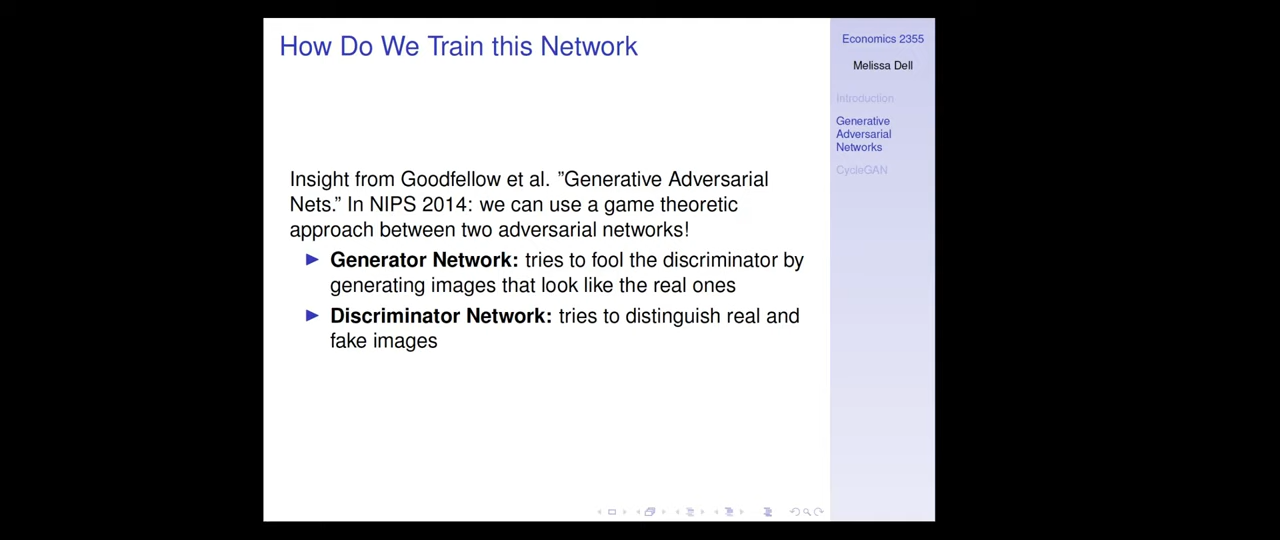 How Do We Train this Network
Insight from Goodfellow et al. ”Generative Adversarial
Nets.” In NIPS 2014: we can use a game theoretic
approach between two adversarial networks!
Generator Network: tries to fool the discriminator by
generating images that look like the real ones
Discriminator Network: tries to distinguish real and
fake images
Economics 2355
Melissa Dell
Introduction
Generative
Adversarial
Networks
CycleGAN